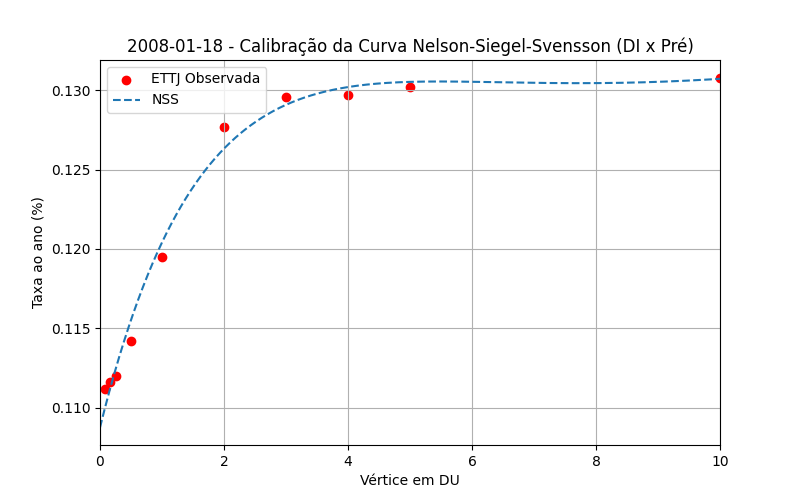 2008-01-18 - Calibração da Curva Nelson-Siegel-Svensson (DI x Pré)
ETTJ Observada
NSS
Taxa ao ano (%)
0.130
0.125
0.120
0.115
0.110
0 2 4 6 8 10
Vértice em DU